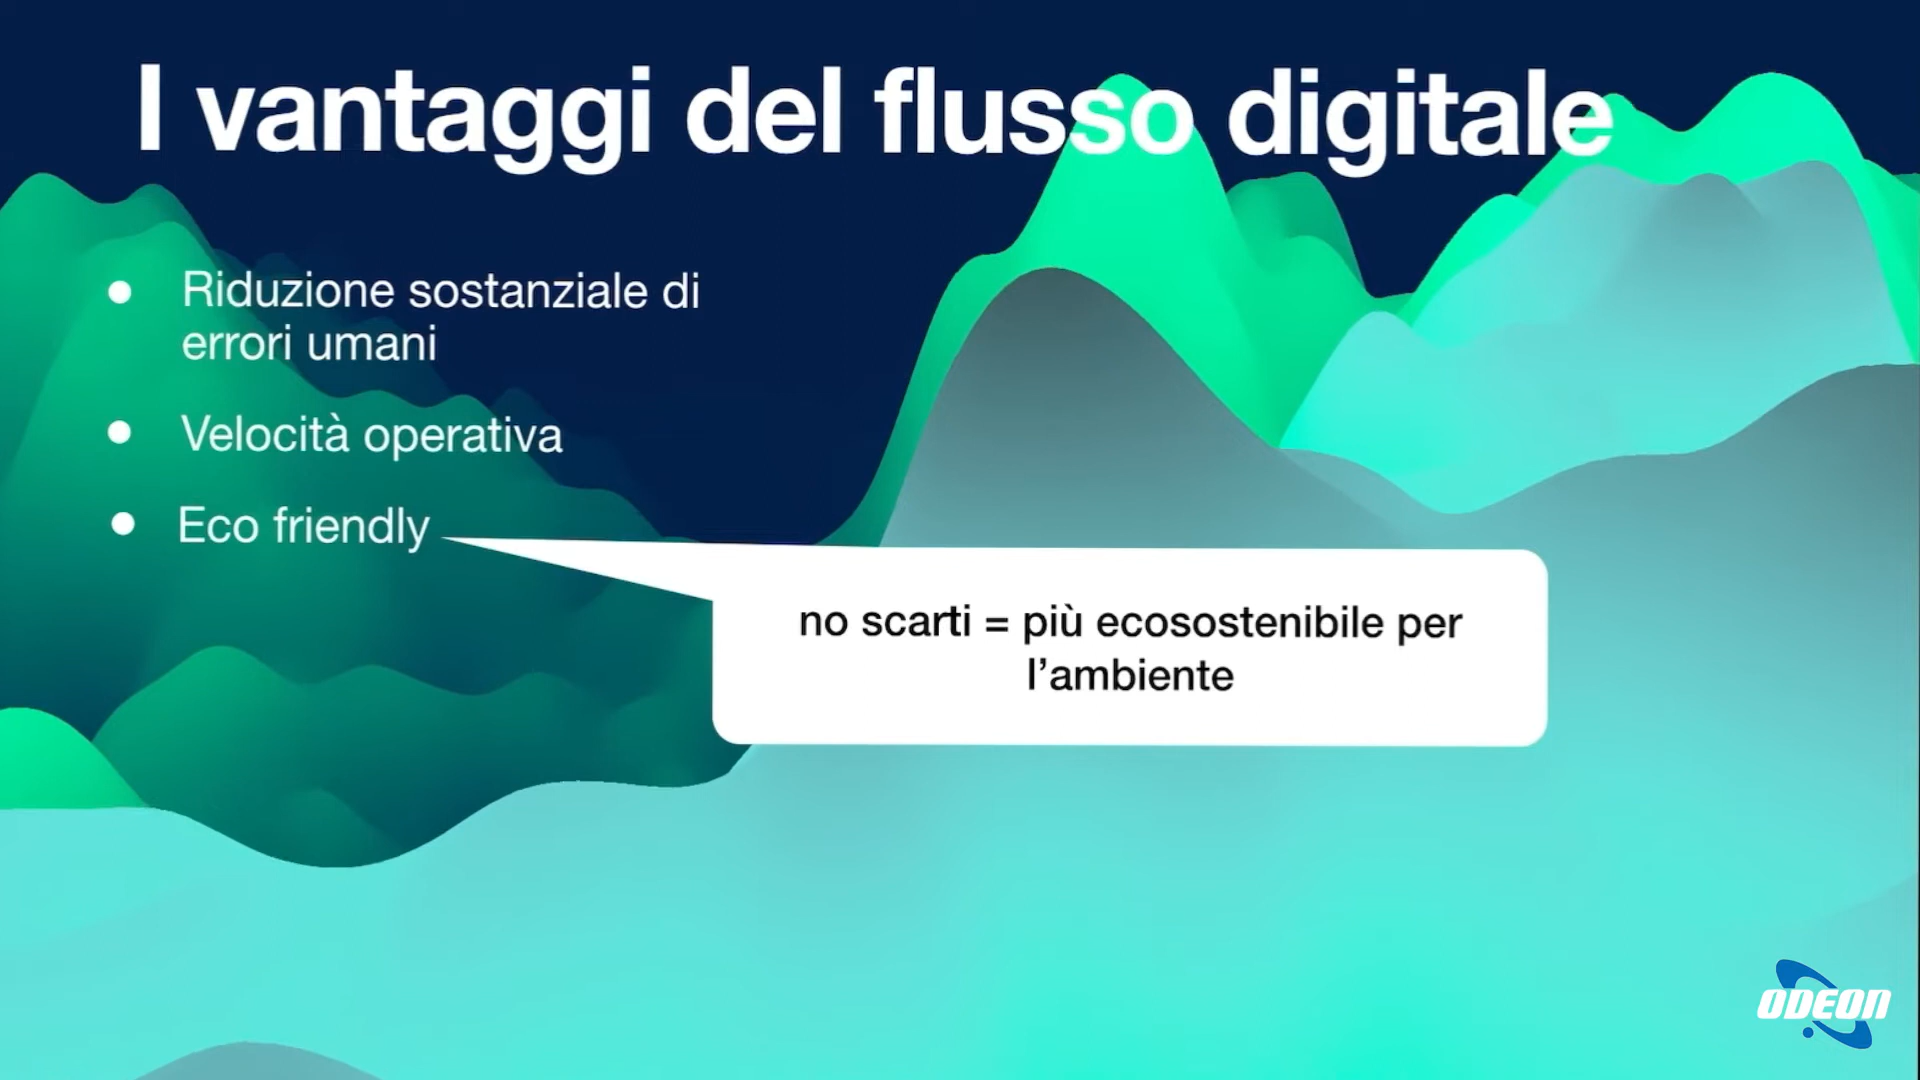 I vantaggi del flusso digitale
Riduzione sostanziale di
errori umani
Velocità operativa
Eco friendly
no scarti = più ecosostenibile per
l’ambiente
ODEON